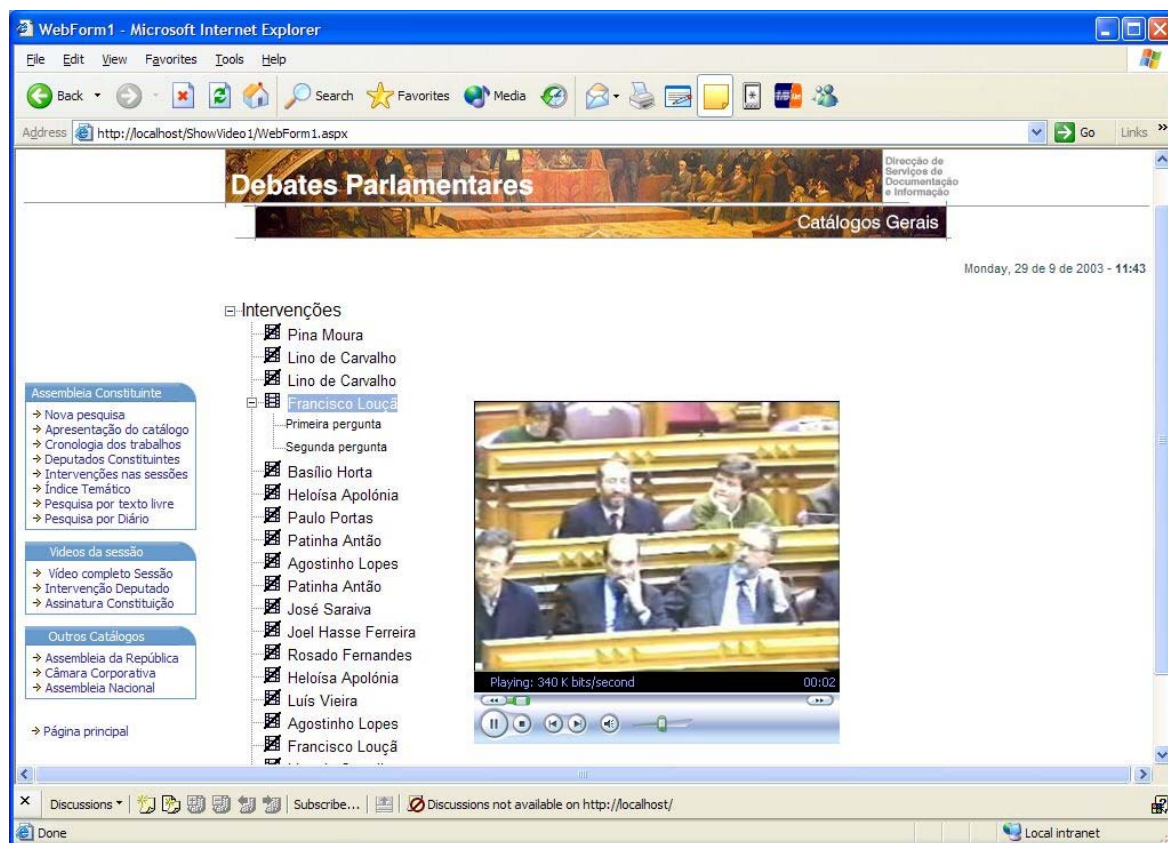 WebForm1 - Microsoft Internet Explorer
File Edit View Favorites Tools Help
Back Search Favorites Media
Address http://localhost/ShowVideo1/WebForm1.aspx Go Links »
Debates Parlamentares
Direcção de
Serviços de
Documentação
e Informação
Catálogos Gerais
Monday, 29 de 9 de 2003 - 11:43
Assembleia Constituinte
Nova pesquisa
Apresentação do catálogo
Cronologia dos trabalhos
Deputados Constituintes
Intervenções nas sessões
Índice Temático
Pesquisa por texto livre
Pesquisa por Diário
Videos da sessão
Vídeo completo Sessão
Intervenção Deputado
Assinatura Constituição
Outros Catálogos
Assembleia da República
Câmara Corporativa
Assembleia Nacional
Página principal
Intervenções
Pina Moura
Lino de Carvalho
Lino de Carvalho
Francisco Louçã
Primeira pergunta
Segunda pergunta
Basílio Horta
Heloísa Apolónia
Paulo Portas
Patinha Antão
Agostinho Lopes
Patinha Antão
José Saraiva
Joel Hasse Ferreira
Rosado Fernandes
Heloísa Apolónia
Luís Vieira
Agostinho Lopes
Francisco Louçã
Playing: 340 K bits/second 00:02
Discussions Subscribe... Discussions not available on http://localhost/
Done Local intranet